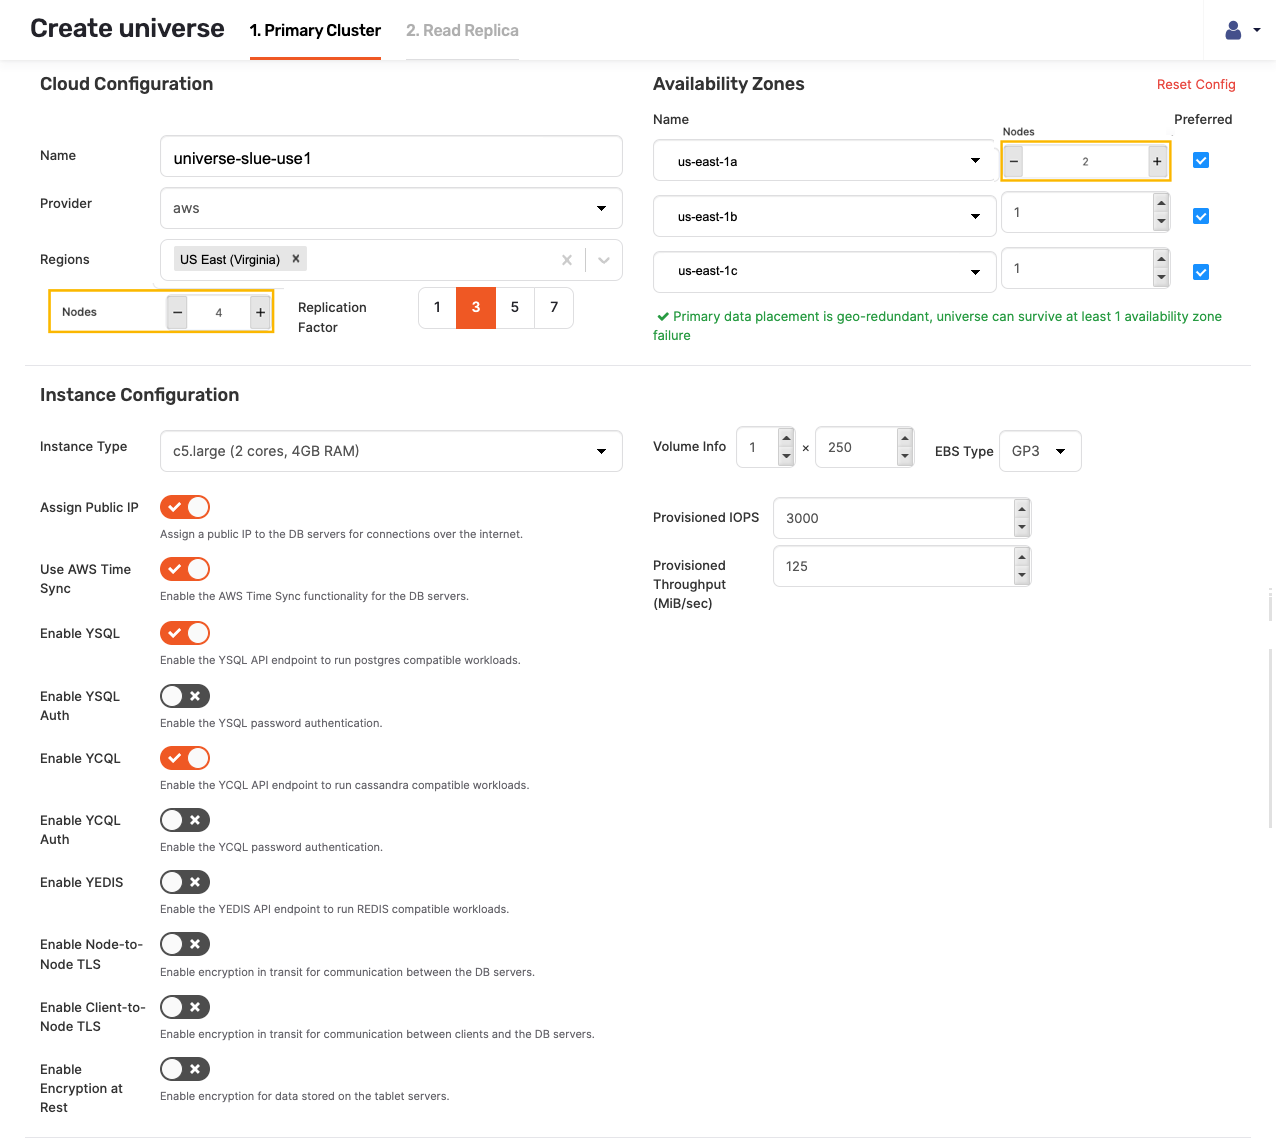 Create universe
1. Primary Cluster
2. Read Replica
Cloud Configuration
Name
universe-slue-use1
Provider
aws
Regions
US East (Virginia) x
Nodes
− 4 +
Replication
Factor
1 3 5 7
Availability Zones
Reset Config
Name
Nodes
Preferred
us-east-1a
− 2 +
us-east-1b
1
us-east-1c
1
Primary data placement is geo-redundant, universe can survive at least 1 availability zone
failure
Instance Configuration
Instance Type
c5.large (2 cores, 4GB RAM)
Assign Public IP
Assign a public IP to the DB servers for connections over the internet.
Use AWS Time
Sync
Enable the AWS Time Sync functionality for the DB servers.
Enable YSQL
Enable the YSQL API endpoint to run postgres compatible workloads.
Enable YSQL
Auth
Enable the YSQL password authentication.
Enable YCQL
Enable the YCQL API endpoint to run cassandra compatible workloads.
Enable YCQL
Auth
Enable the YCQL password authentication.
Enable YEDIS
Enable the YEDIS API endpoint to run REDIS compatible workloads.
Enable Node-to-
Node TLS
Enable encryption in transit for communication between the DB servers.
Enable Client-to-
Node TLS
Enable encryption in transit for communication between clients and the DB servers.
Enable
Encryption at
Rest
Enable encryption for data stored on the tablet servers.
Volume Info
1 × 250
EBS Type
GP3
Provisioned IOPS
3000
Provisioned
Throughput
(MiB/sec)
125